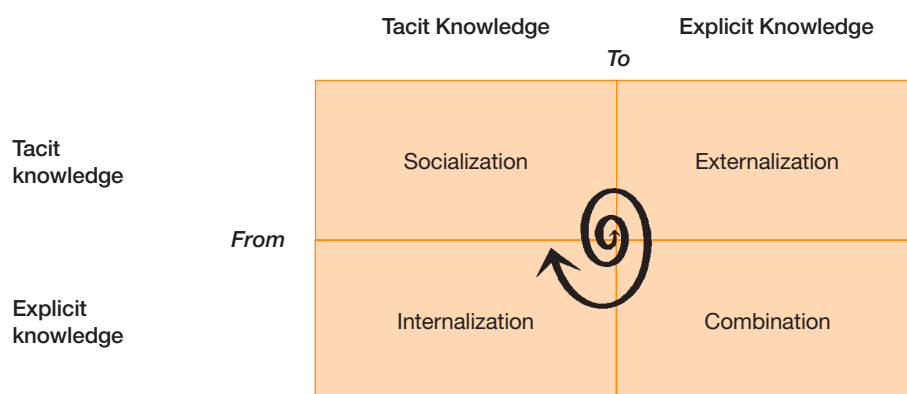 Tacit Knowledge Explicit Knowledge
To
Tacit
knowledge
Socialization Externalization
From
Explicit
knowledge
Internalization Combination